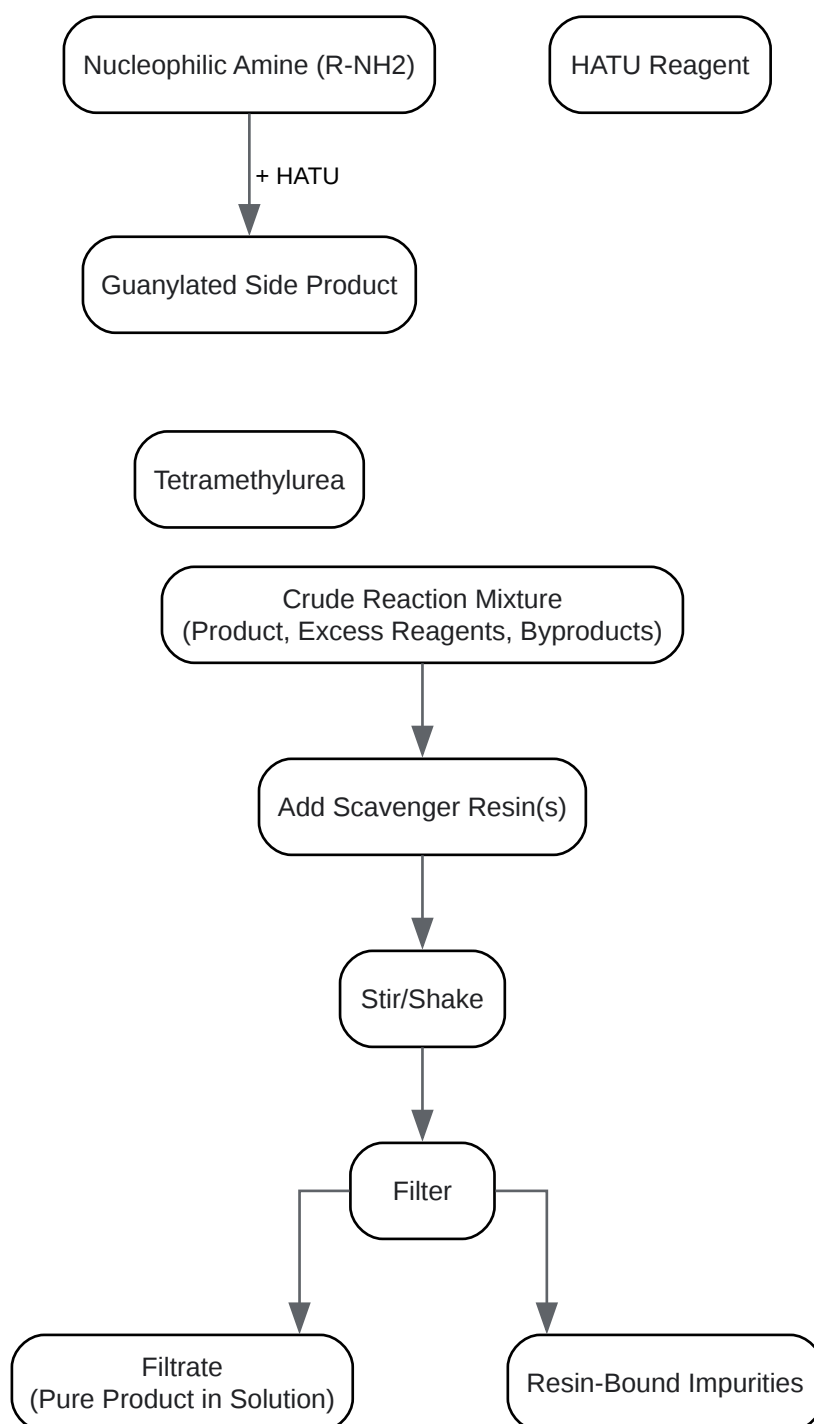 Nucleophilic Amine (R-NH2)
HATU Reagent
+ HATU
Guanylated Side Product
Tetramethylurea
Crude Reaction Mixture
(Product, Excess Reagents, Byproducts)
Add Scavenger Resin(s)
Stir/Shake
Filter
Filtrate
(Pure Product in Solution)
Resin-Bound Impurities